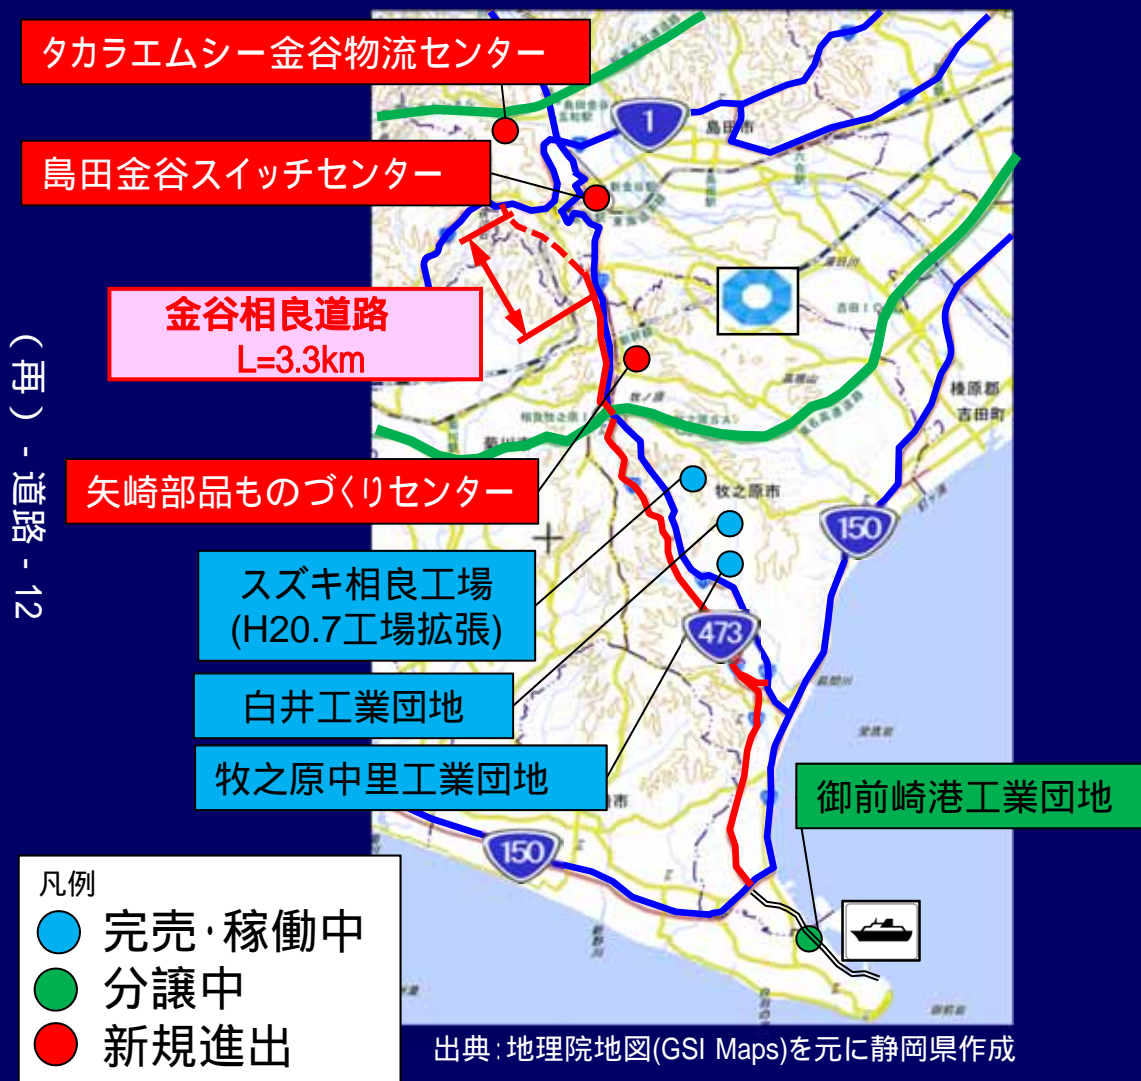 タカラエムシー金谷物流センター
島田金谷スイッチセンター
1
島田市
金谷相良道路
L=3.3km
榛原郡
吉田町
矢崎部品ものづくりセンター
牧之原市
150
スズキ相良工場
(H20.7工場拡張)
473
白井工業団地
牧之原中里工業団地
御前崎港工業団地
150
凡例
完売・稼働中
分譲中
新規進出
出典：地理院地図(GSI Maps)を元に静岡県作成
(再)-道路-12